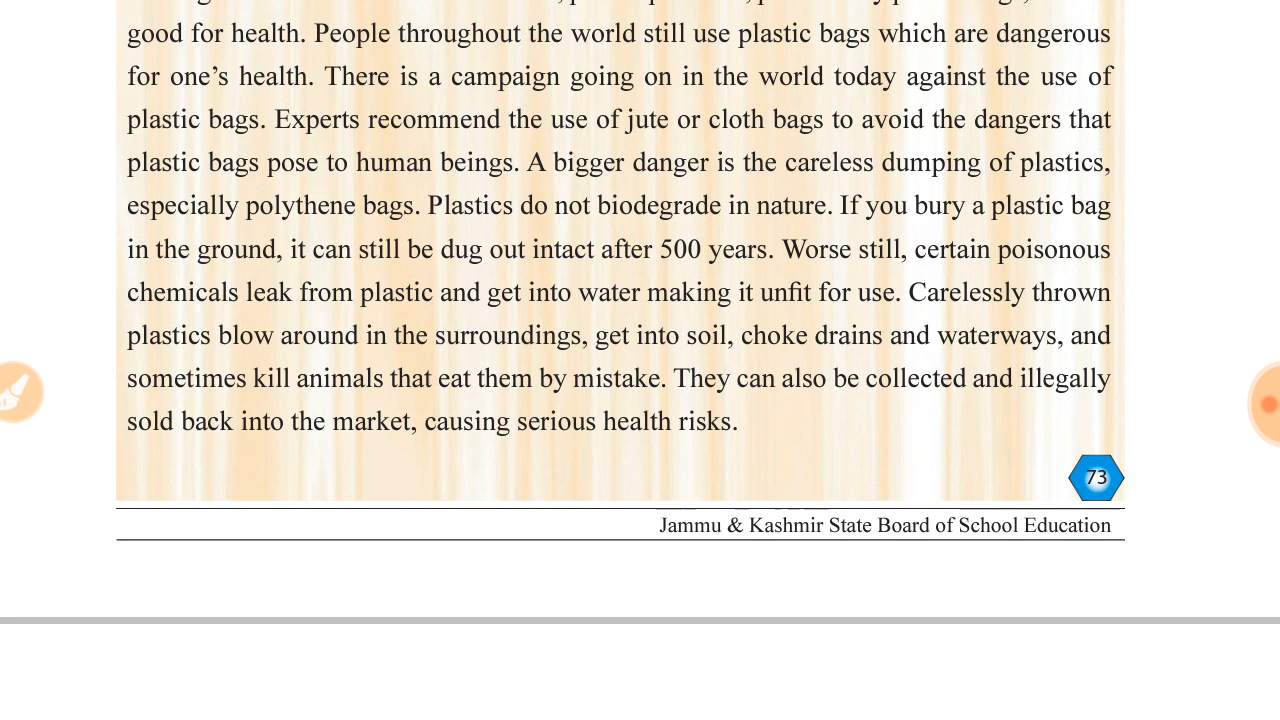 good for health. People throughout the world still use plastic bags which are dangerous
for one’s health. There is a campaign going on in the world today against the use of
plastic bags. Experts recommend the use of jute or cloth bags to avoid the dangers that
plastic bags pose to human beings. A bigger danger is the careless dumping of plastics,
especially polythene bags. Plastics do not biodegrade in nature. If you bury a plastic bag
in the ground, it can still be dug out intact after 500 years. Worse still, certain poisonous
chemicals leak from plastic and get into water making it unfit for use. Carelessly thrown
plastics blow around in the surroundings, get into soil, choke drains and waterways, and
sometimes kill animals that eat them by mistake. They can also be collected and illegally
sold back into the market, causing serious health risks.
73
Jammu & Kashmir State Board of School Education